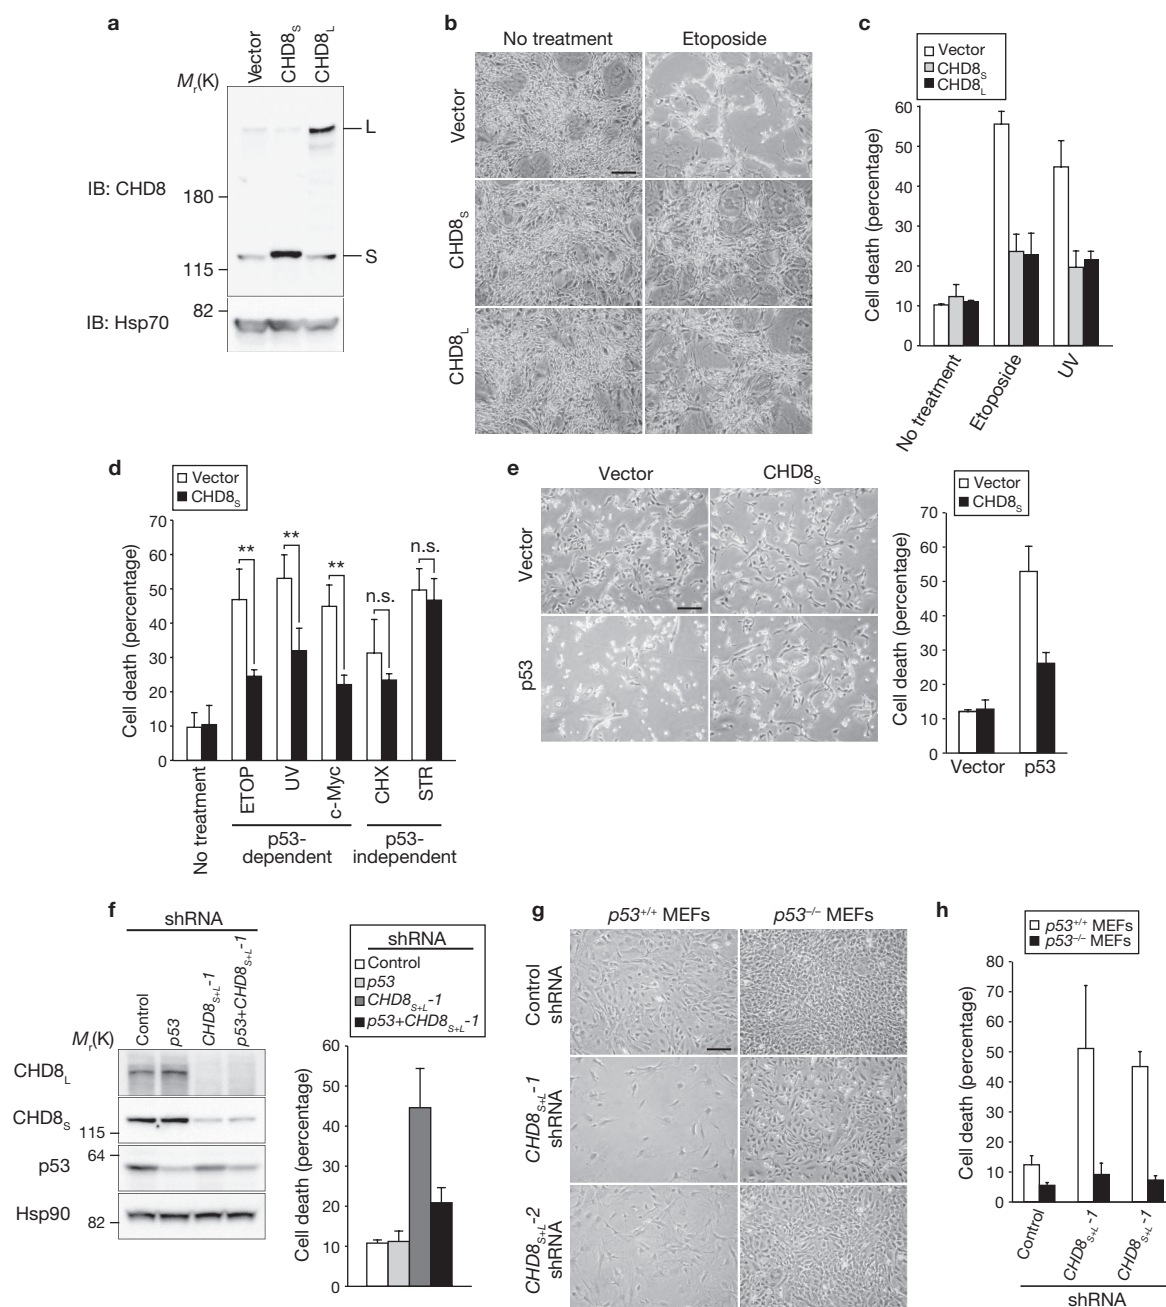 a
Vector
CHD8S
CHD8L
Mr(K)
L
IB: CHD8
180
S
115
IB: Hsp70
82
b
No treatment
Etoposide
Vector
CHD8S
CHD8L
c
Vector
CHD8S
CHD8L
Cell death (percentage)
60
50
40
30
20
10
0
No treatment
Etoposide
UV
d
Vector
CHD8S
Cell death (percentage)
70
60
50
40
30
20
10
0
**
**
**
n.s.
n.s.
No treatment
ETOP
UV
c-Myc
CHX
STR
p53-
dependent
p53-
independent
e
Vector
CHD8S
Vector
p53
Vector
CHD8S
Cell death (percentage)
70
60
50
40
30
20
10
0
Vector
p53
f
shRNA
Control
p53
CHD8S+L-1
p53+CHD8S+L-1
Mr(K)
CHD8L
CHD8S
115
64
p53
Hsp90
82
shRNA
Control
p53
CHD8S+L-1
p53+CHD8S+L-1
Cell death (percentage)
60
50
40
30
20
10
0
g
p53+/+ MEFs
p53–/– MEFs
Control
shRNA
CHD8S+L-1
shRNA
CHD8S+L-2
shRNA
h
p53+/+ MEFs
p53–/– MEFs
Cell death (percentage)
80
70
60
50
40
30
20
10
0
Control
CHD8S+L-1
CHD8S+L-1
shRNA